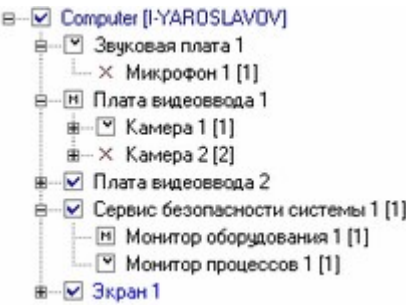 Computer [I-YAROSLAVOV]
Звуковая плата 1
Микрофон 1 [1]
Плата видеоввода 1
Камера 1 [1]
Камера 2 [2]
Плата видеоввода 2
Сервис безопасности системы 1 [1]
Монитор оборудования 1 [1]
Монитор процессов 1 [1]
Экран 1